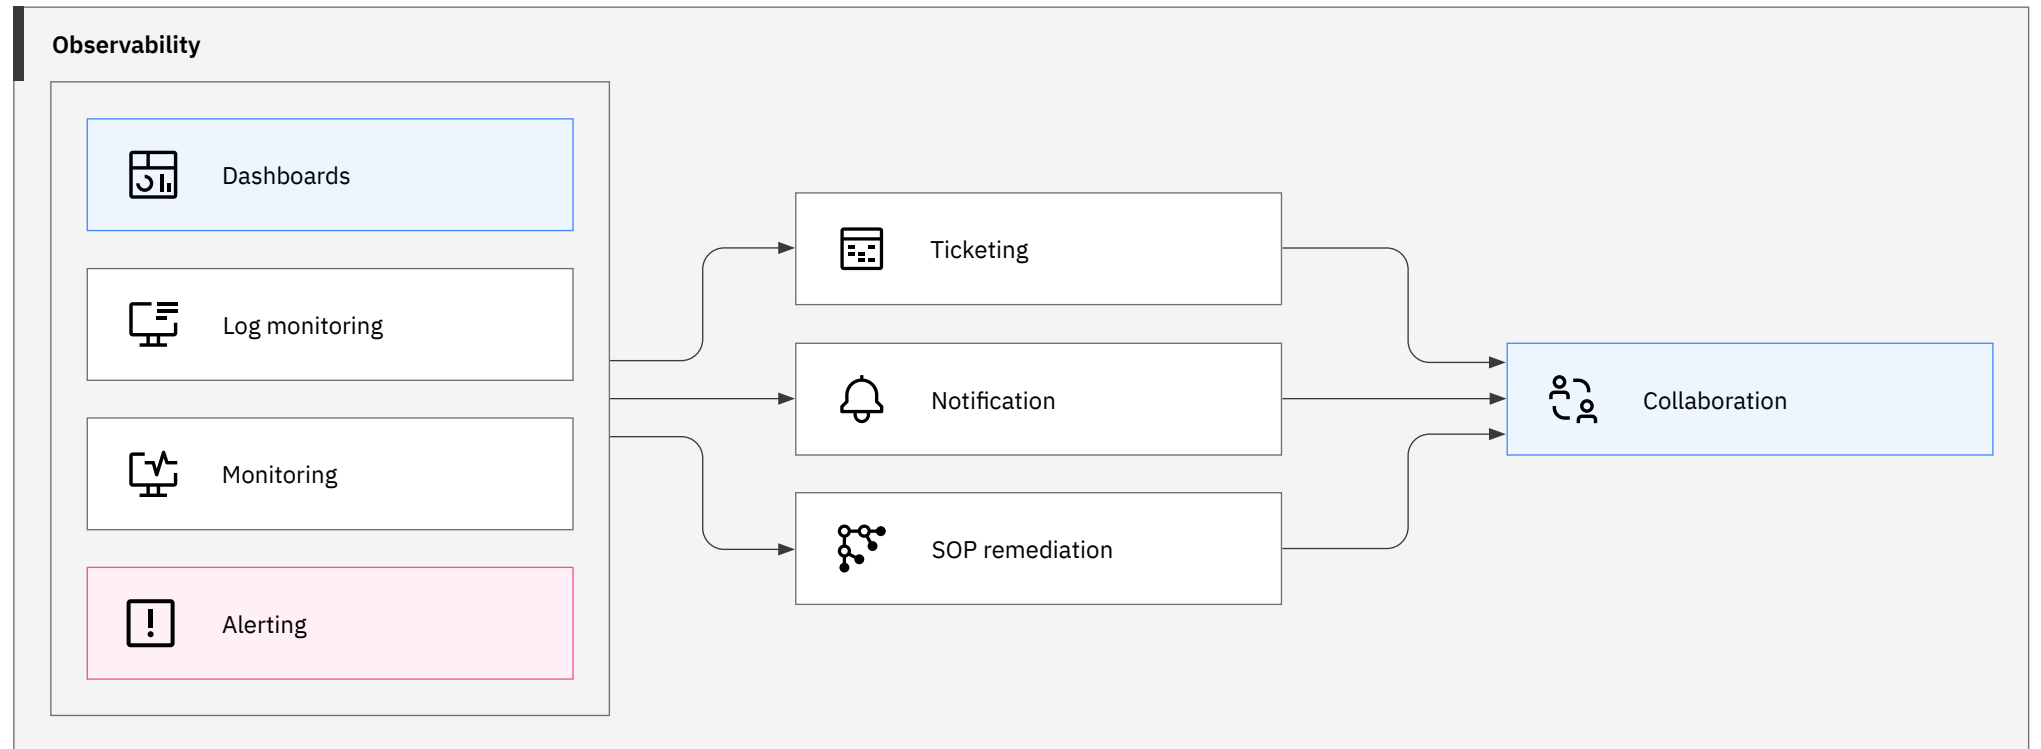 Observability
Dashboards
Log monitoring
Monitoring
Alerting
Ticketing
Notification
SOP remediation
Collaboration